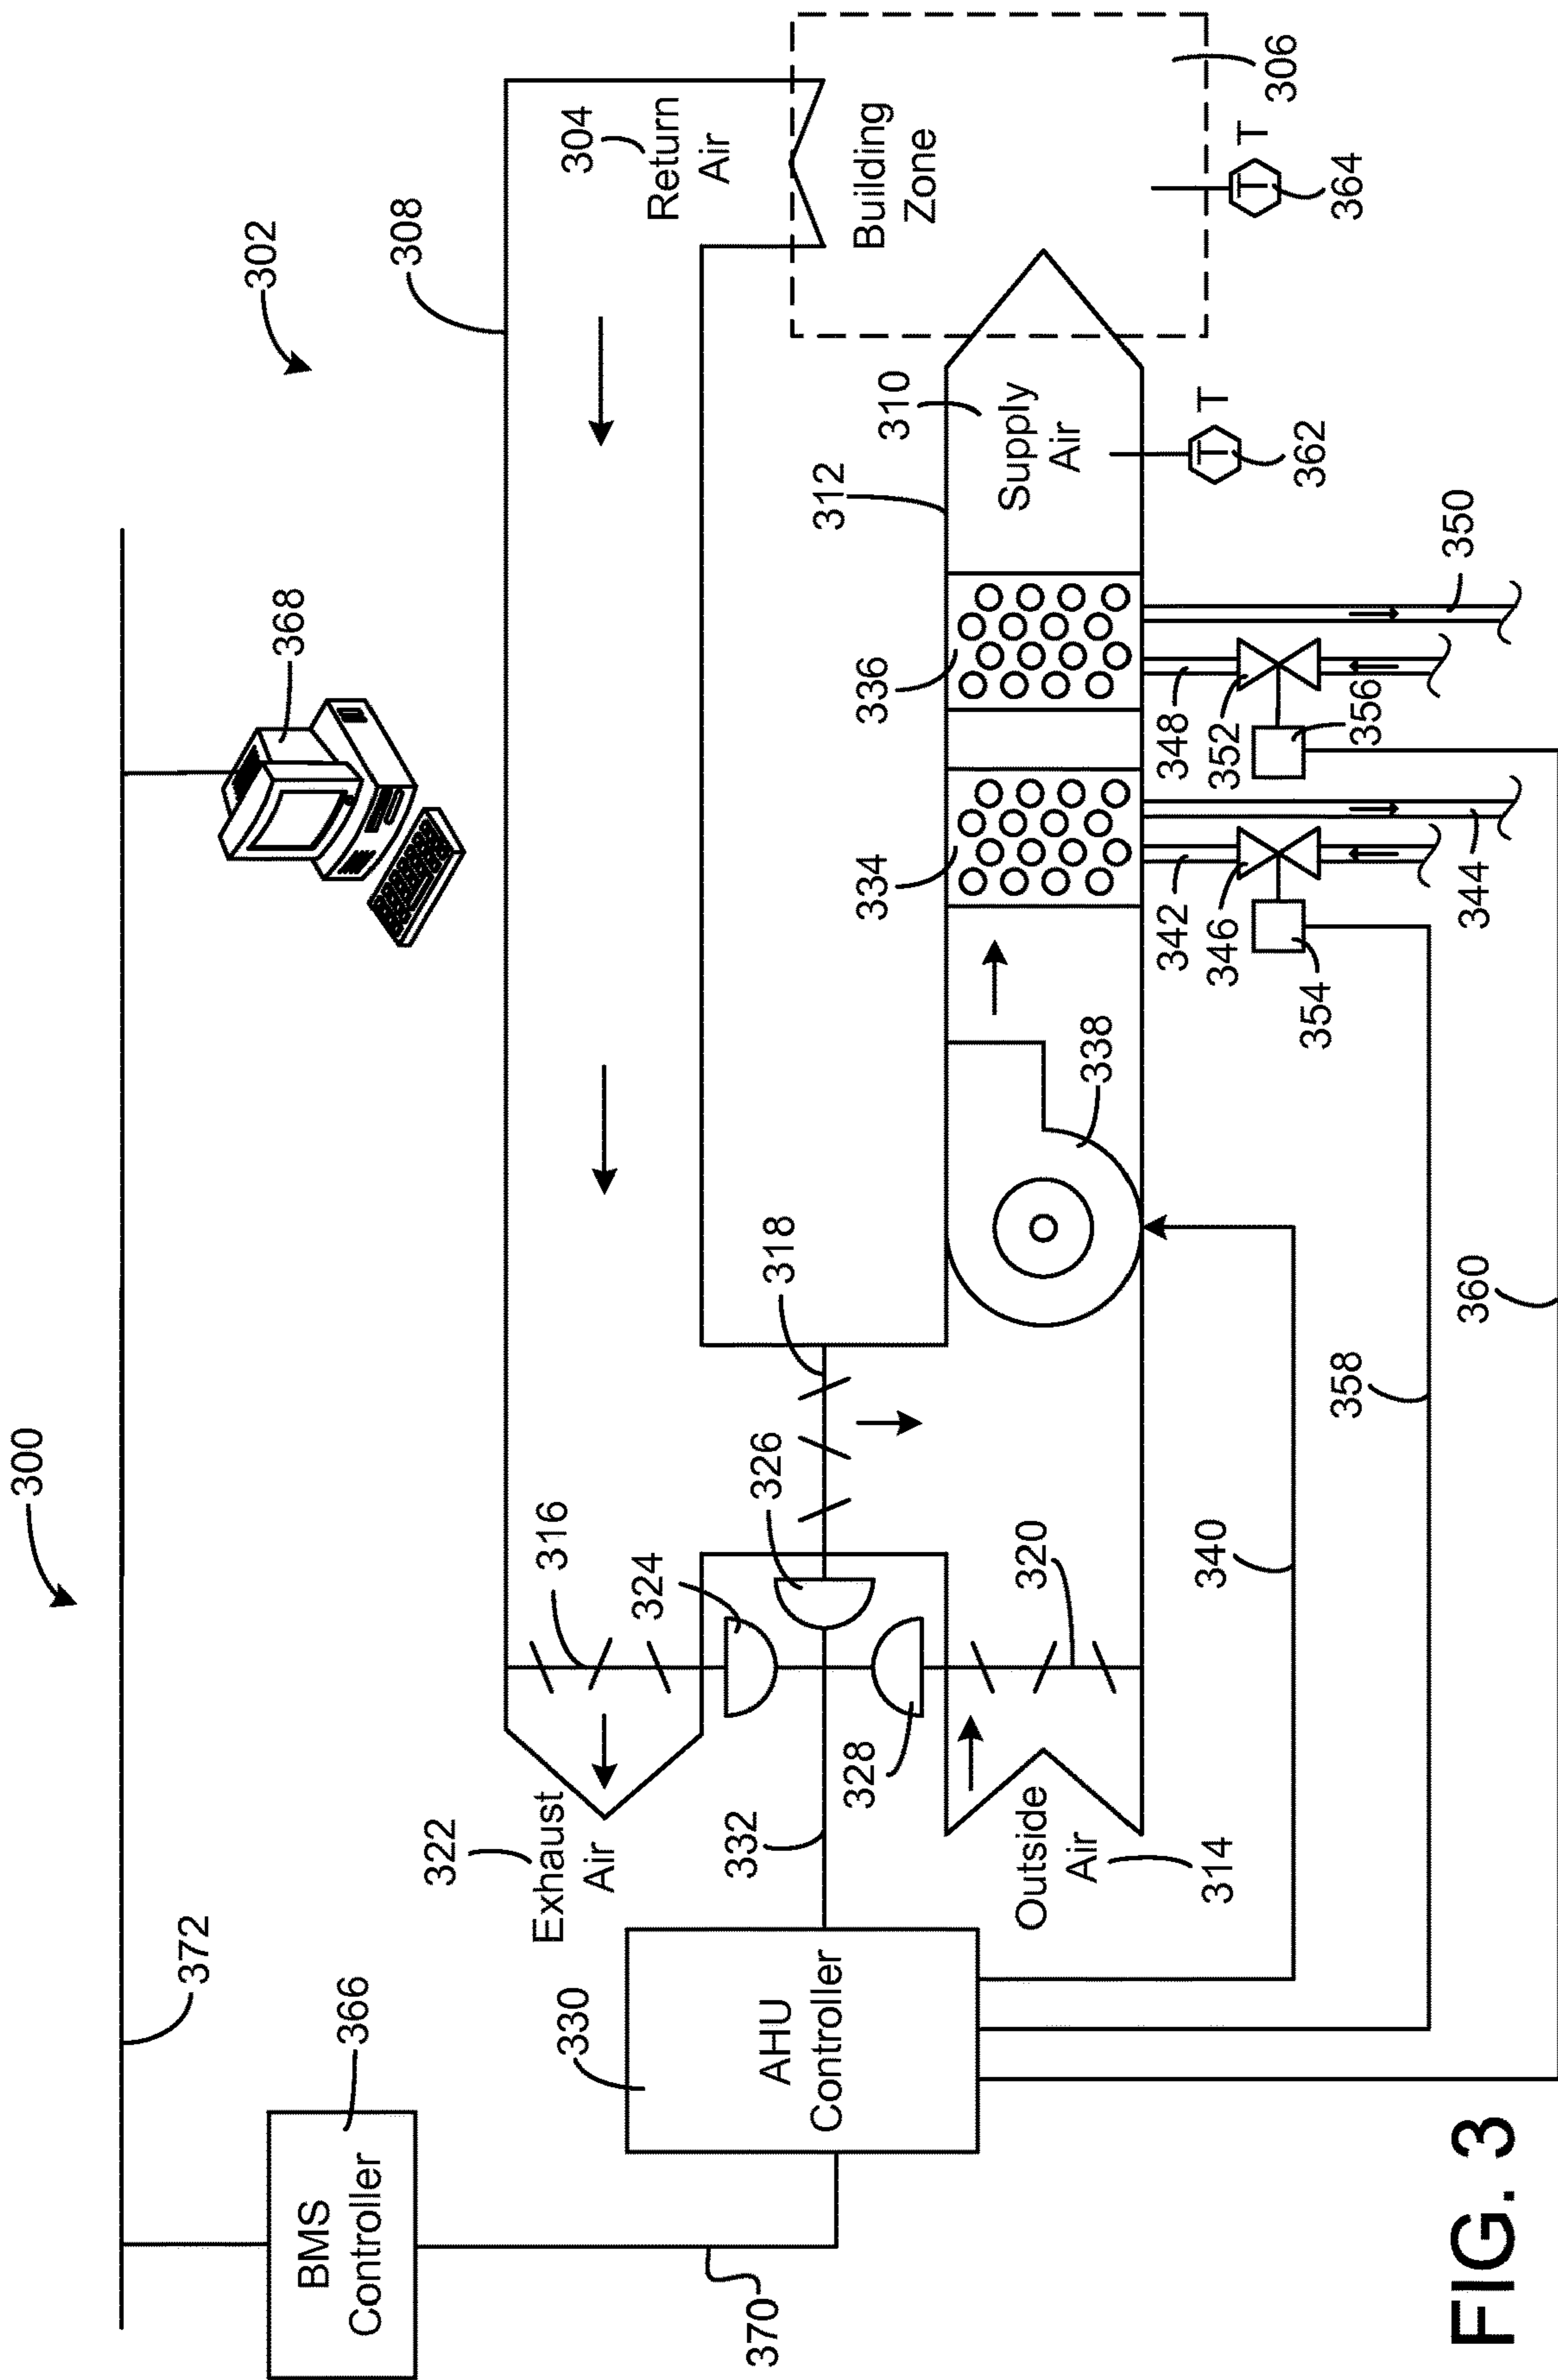 300
302
372
368
366
BMS
Controller
370
308
304
Return
Air
322
Exhaust
Air
316
324
326
318
330
AHU
Controller
332
328
Outside
Air
314
320
338
334
336
312
310
Supply
Air
Building
Zone
306
T
T
364
T
T
362
342
346
354
344
348
352
356
350
340
358
360
FIG. 3